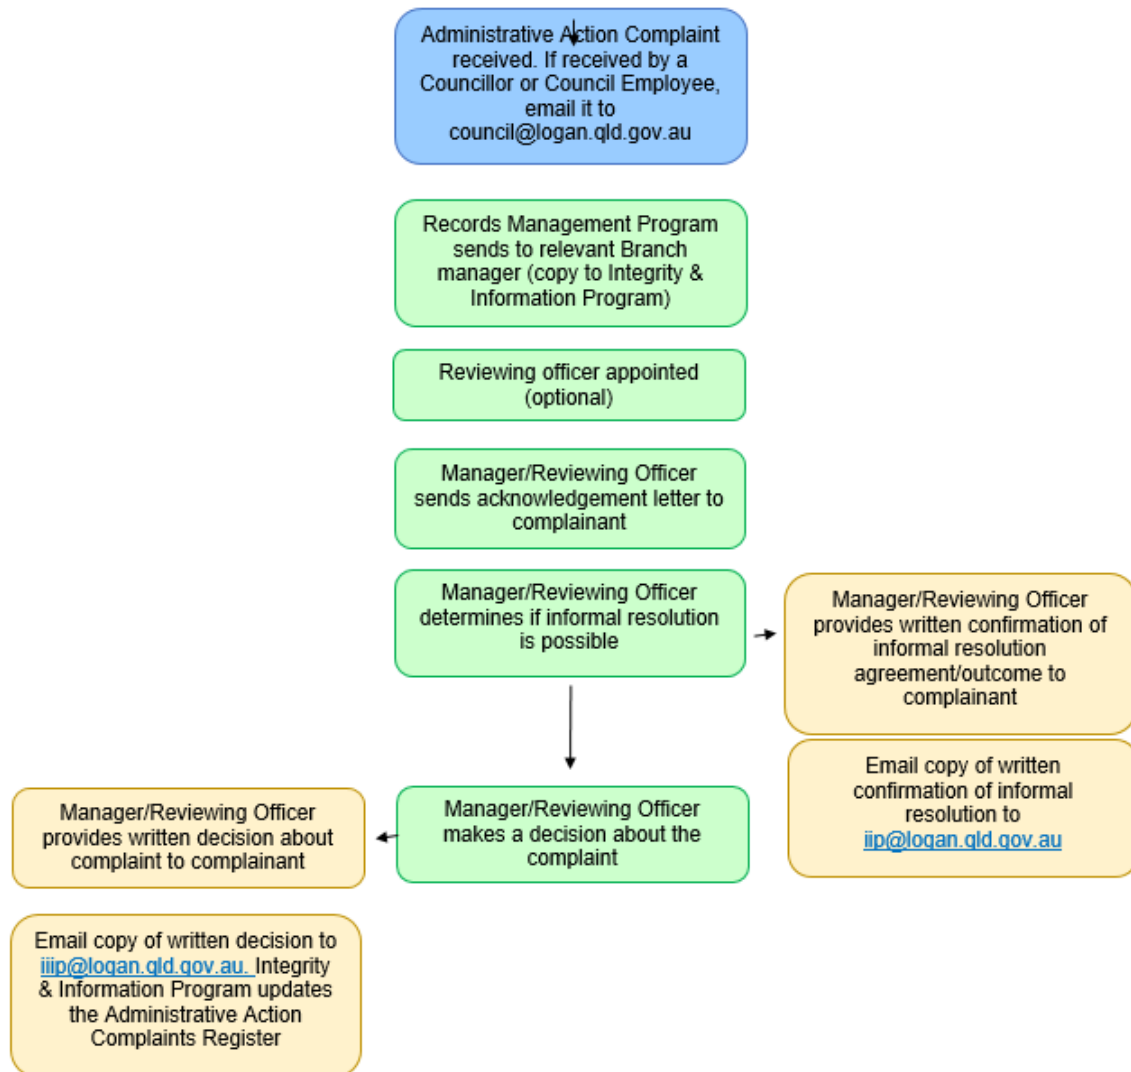 Administrative Action Complaint
received. If received by a
Councillor or Council Employee,
email it to
council@logan.qld.gov.au
Records Management Program
sends to relevant Branch
manager (copy to Integrity &
Information Program)
Reviewing officer appointed
(optional)
Manager/Reviewing Officer
sends acknowledgement letter to
complainant
Manager/Reviewing Officer
determines if informal resolution
is possible
Manager/Reviewing Officer
provides written confirmation of
informal resolution
agreement/outcome to
complainant
Email copy of written
confirmation of informal
resolution to
iip@logan.qld.gov.au
Manager/Reviewing Officer
makes a decision about the
complaint
Manager/Reviewing Officer
provides written decision about
complaint to complainant
Email copy of written decision to
iiip@logan.qld.gov.au. Integrity
& Information Program updates
the Administrative Action
Complaints Register